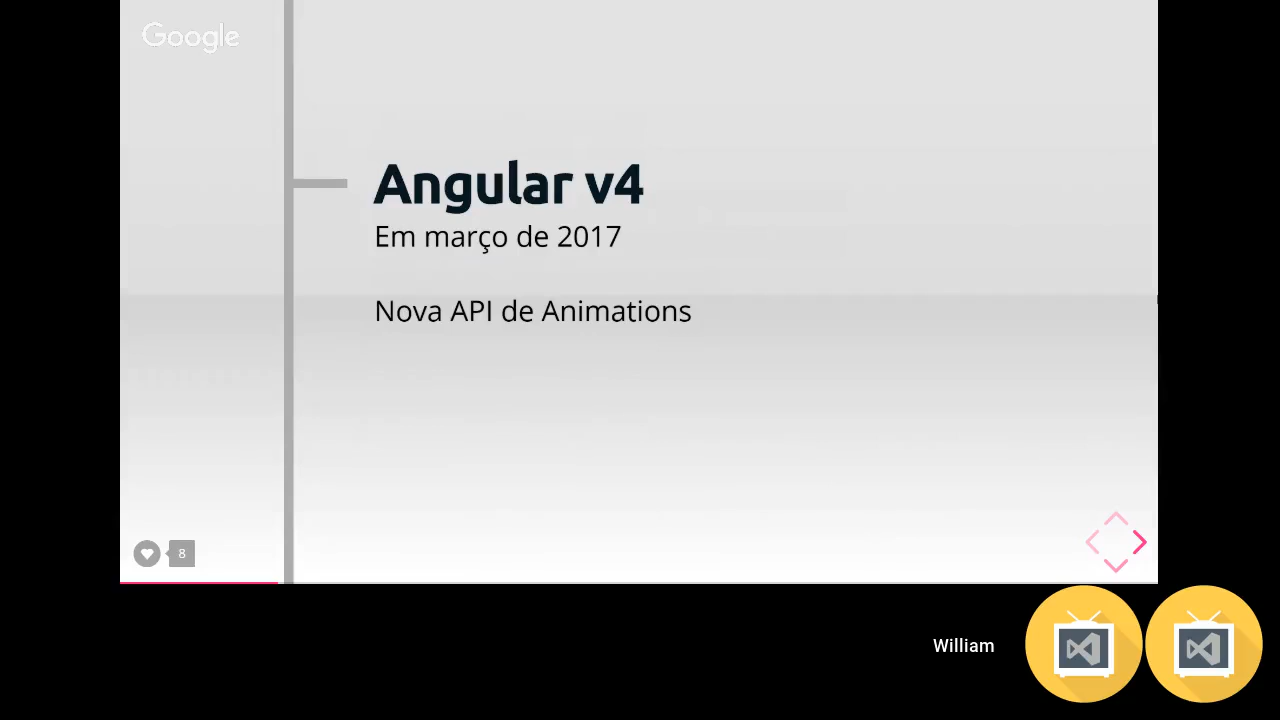 Google
Angular v4
Em março de 2017
Nova API de Animations
8
William